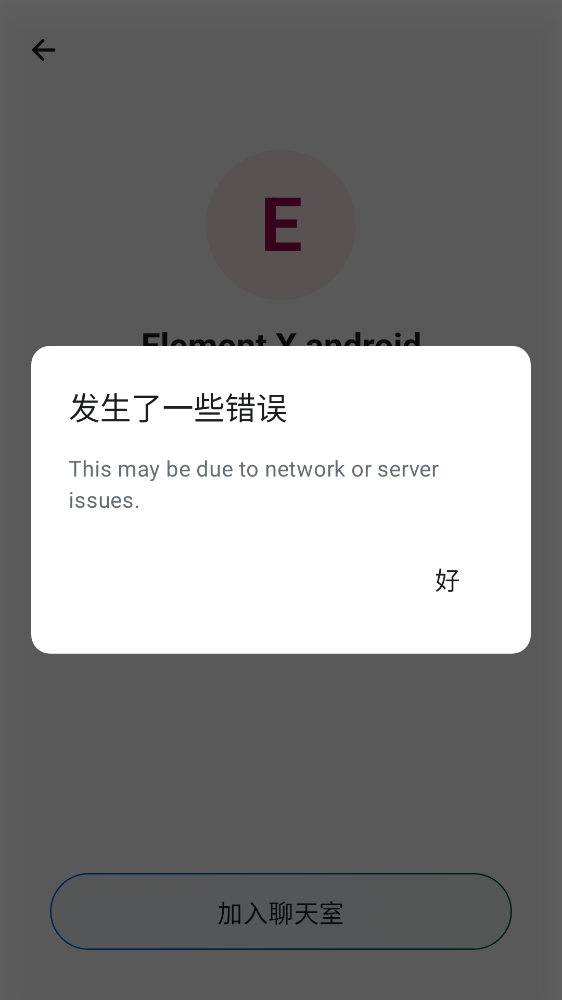 E
Element X android
发生了一些错误
This may be due to network or server
issues.
好
加入聊天室